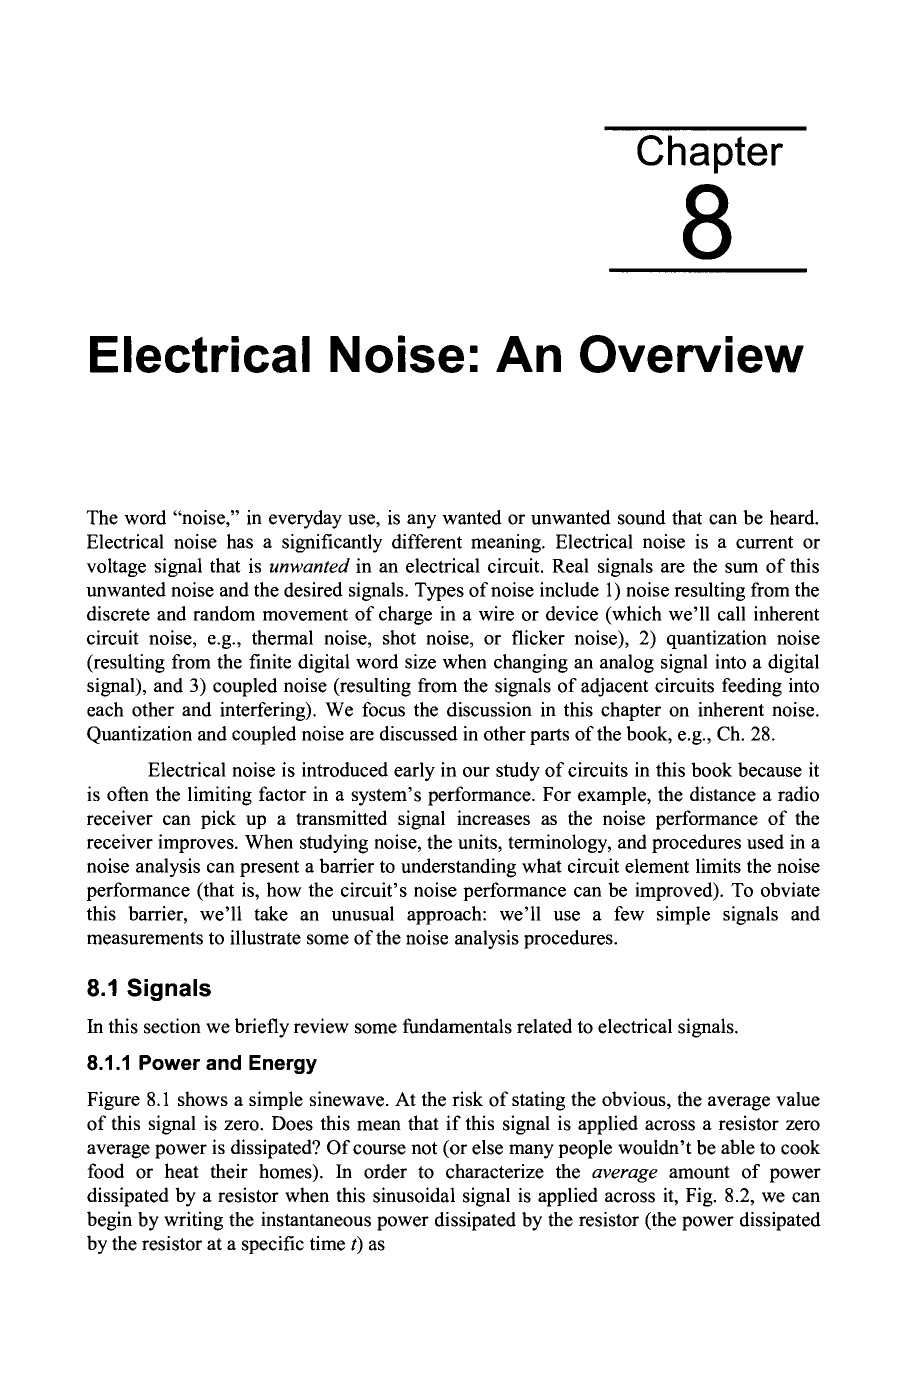 Chapter
8
Electrical Noise: An Overview
The word “noise,” in everyday use, is any wanted or unwanted sound that can be heard.
Electrical noise has a significantly different meaning. Electrical noise is a current or
voltage signal that is unwanted in an electrical circuit. Real signals are the sum of this
unwanted noise and the desired signals. Types of noise include 1) noise resulting from the
discrete and random movement of charge in a wire or device (which we’ll call inherent
circuit noise, e.g., thermal noise, shot noise, or flicker noise), 2) quantization noise
(resulting from the finite digital word size when changing an analog signal into a digital
signal), and 3) coupled noise (resulting from the signals of adjacent circuits feeding into
each other and interfering). We focus the discussion in this chapter on inherent noise.
Quantization and coupled noise are discussed in other parts of the book, e.g., Ch. 28.
Electrical noise is introduced early in our study of circuits in this book because it
is often the limiting factor in a system’s performance. For example, the distance a radio
receiver can pick up a transmitted signal increases as the noise performance of the
receiver improves. When studying noise, the units, terminology, and procedures used in a
noise analysis can present a barrier to understanding what circuit element limits the noise
performance (that is, how the circuit’s noise performance can be improved). To obviate
this barrier, we’ll take an unusual approach: we’ll use a few simple signals and
measurements to illustrate some of the noise analysis procedures.
8.1 Signals
In this section we briefly review some fundamentals related to electrical signals.
8.1.1 Power and Energy
Figure 8.1 shows a simple sinewave. At the risk of stating the obvious, the average value
of this signal is zero. Does this mean that if this signal is applied across a resistor zero
average power is dissipated? Of course not (or else many people wouldn’t be able to cook
food or heat their homes). In order to characterize the average amount of power
dissipated by a resistor when this sinusoidal signal is applied across it, Fig. 8.2, we can
begin by writing the instantaneous power dissipated by the resistor (the power dissipated
by the resistor at a specific time t) as